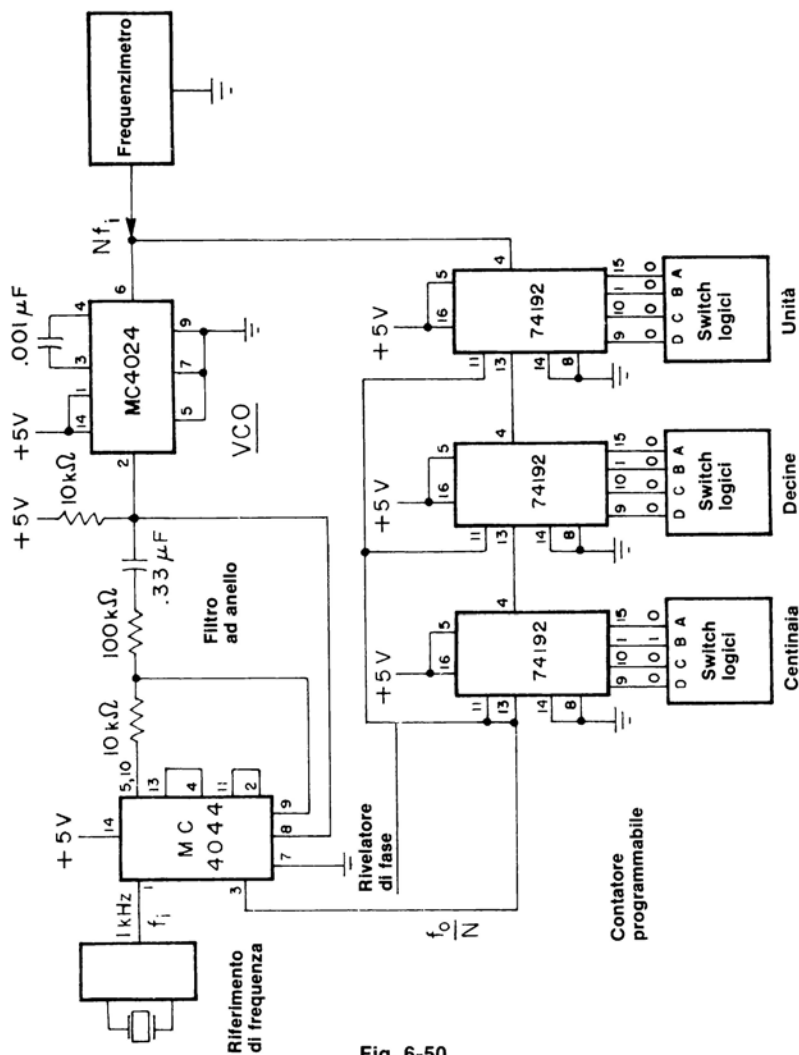 Frequenzimetro
Nf i
.001 µF
3
4
+5V
14
1
MC4024
6
2
5
7
9
VCO
+5V
10kΩ
.33 µF
100kΩ
10kΩ
Filtro
ad anello
+5V
14
5,10
13
4
11
2
MC
4044
9
8
7
1
3
1 kHz
f i
Riferimento
di frequenza
Rivelatore
di fase
f o
N
Contatore
programmabile
+5V
16
5
11
13
14
8
4
74192
9
10
1
15
0
0
1
0
D C B A
Switch
logici
Centinaia
+5V
16
5
11
13
14
8
4
74192
9
10
1
15
0
0
0
0
D C B A
Switch
logici
Decine
+5V
16
5
11
13
14
8
4
74192
9
10
1
15
0
0
0
0
D C B A
Switch
logici
Unità
Fig. 6-50